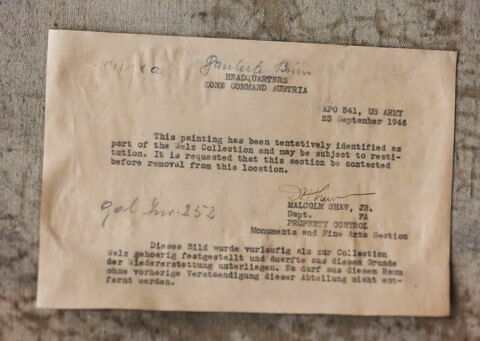 HEADQUARTERS
ZONE COMMAND AUSTRIA
APO 541, US ARMY
23 September 1946
This painting has been tentatively identified as
part of the Welz Collection and may be subject to resti-
tution. It is requested that this section be contacted
before removal from this location.
MALCOLM SHAW, JR.
Dept. FA
PROPERTY CONTROL
Monuments and Fine Arts Section
252
Dieses Bild wurde vorlaufig als zur Collection
Welz gehoerig festgestellt und duerfte aus diesem Grunde
der Wiedererstattung unterliegen. Es darf aus diesem Raum
ohne vorherige Verstaendigung dieser Abteilung nicht ent-
fernt werden.